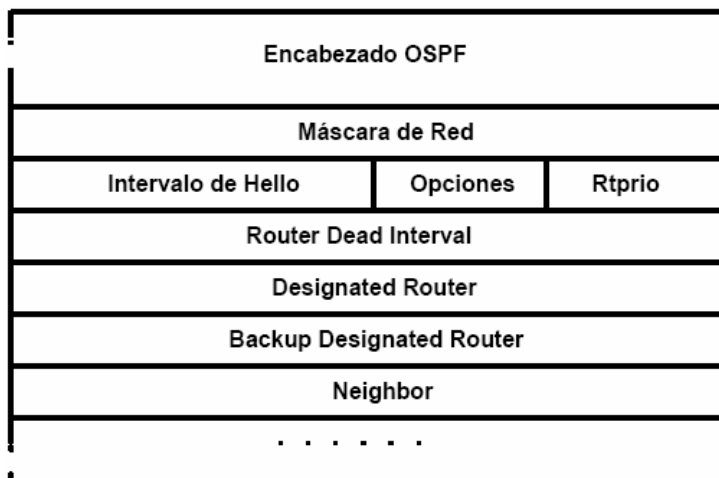 Encabezado OSPF
Máscara de Red
Intervalo de Hello Opciones Rtprio
Router Dead Interval
Designated Router
Backup Designated Router
Neighbor
. . . . . .